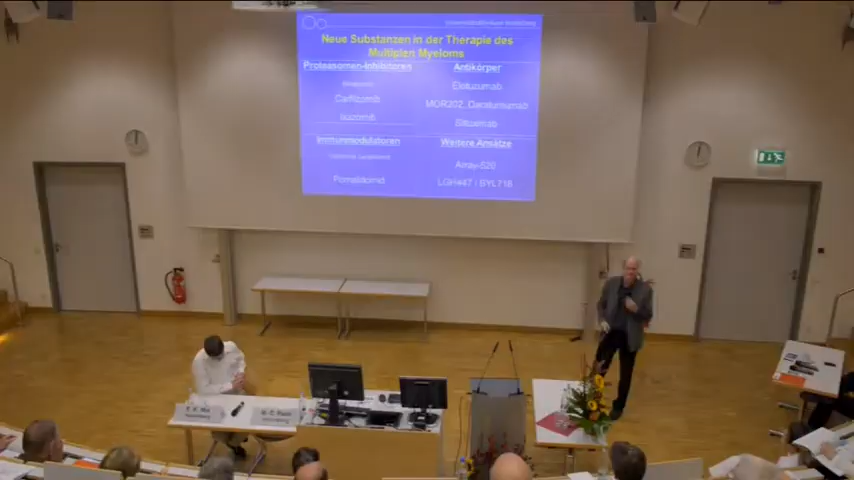 Neue Substanzen in der Therapie des
Multiplen Myeloms
Proteasomen-Inhibitoren
Carfilzomib
Ixazomib
Antikörper
Elotuzumab
MOR202, Daratumumab
Siltuximab
Immunmodulatoren
Pomalidomid
Weitere Ansätze
Array-520
LGH447 / BYL718